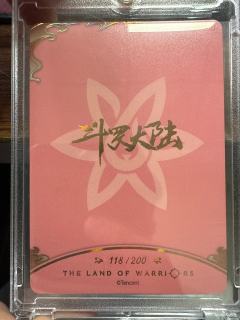 斗罗大陆
118/200
THE LAND OF WARRIORS
©Tencent